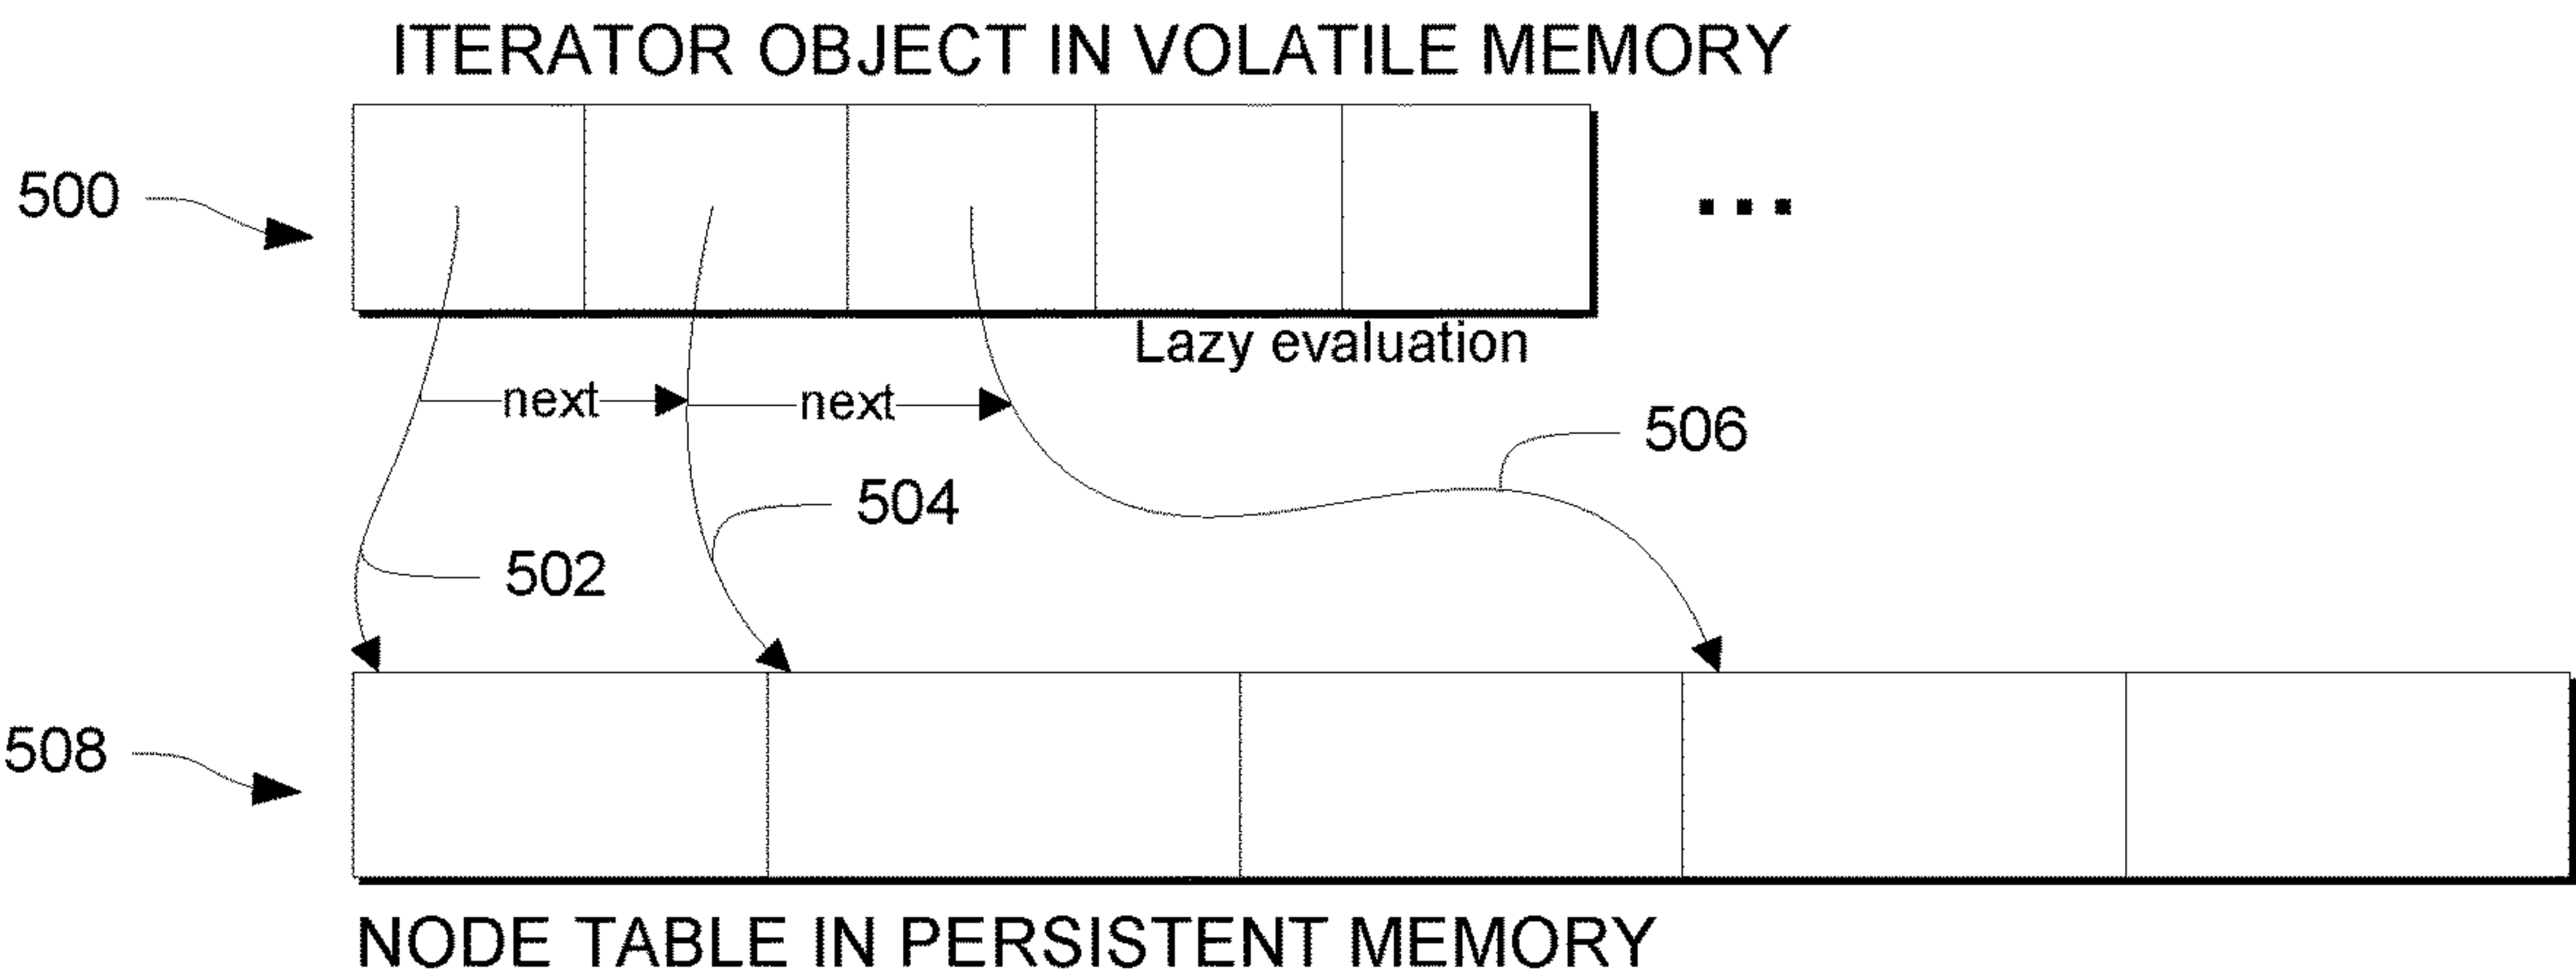 ITERATOR OBJECT IN VOLATILE MEMORY
500
...
Lazy evaluation
next next
506
504
502
508
NODE TABLE IN PERSISTENT MEMORY